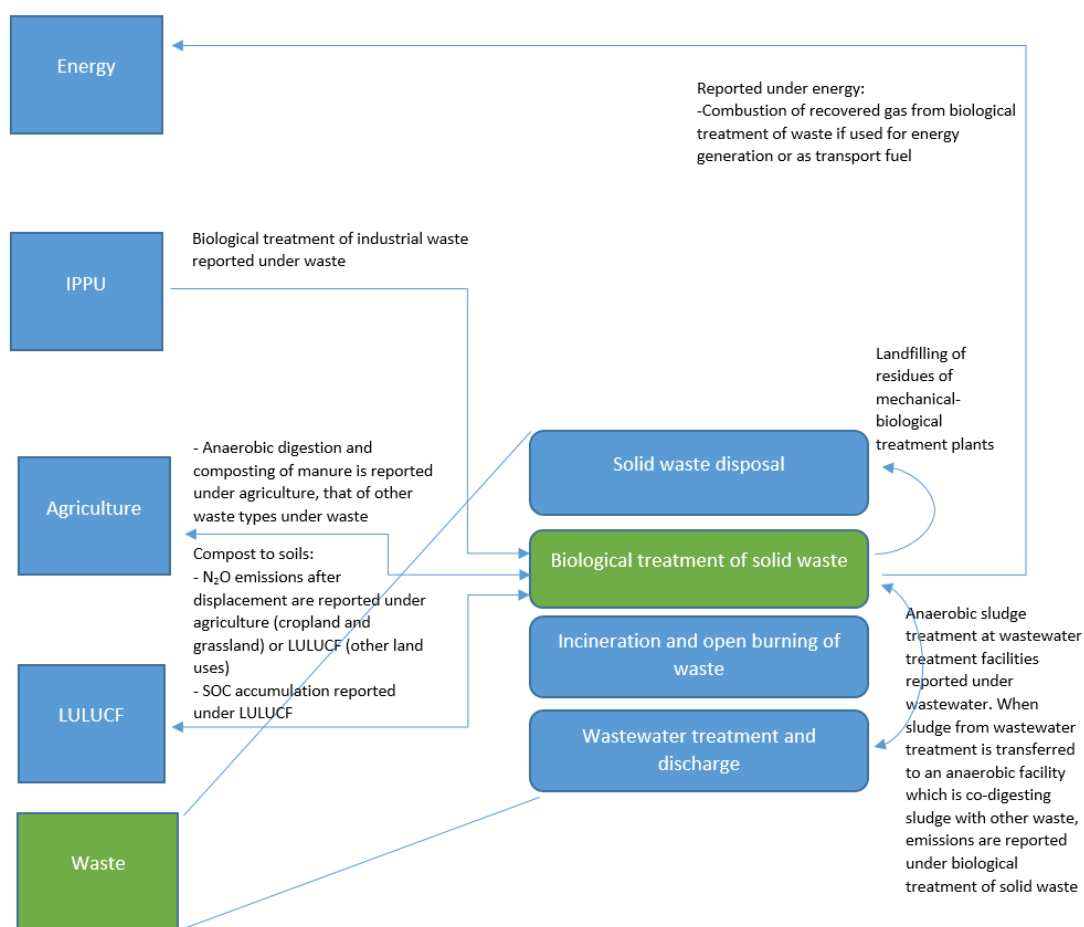 Energy
Reported under energy:
-Combustion of recovered gas from biological
treatment of waste if used for energy
generation or as transport fuel
IPPU
Biological treatment of industrial waste
reported under waste
Landfilling of
residues of
mechanical-
biological
treatment plants
Agriculture
- Anaerobic digestion and
composting of manure is reported
under agriculture, that of other
waste types under waste
Compost to soils:
- N₂O emissions after
displacement are reported under
agriculture (cropland and
grassland) or LULUCF (other land
uses)
- SOC accumulation reported
under LULUCF
Solid waste disposal
Biological treatment of solid waste
Incineration and open burning of
waste
Wastewater treatment and
discharge
Anaerobic sludge
treatment at wastewater
treatment facilities
reported under
wastewater. When
sludge from wastewater
treatment is transferred
to an anaerobic facility
which is co-digesting
sludge with other waste,
emissions are reported
under biological
treatment of solid waste
LULUCF
Waste